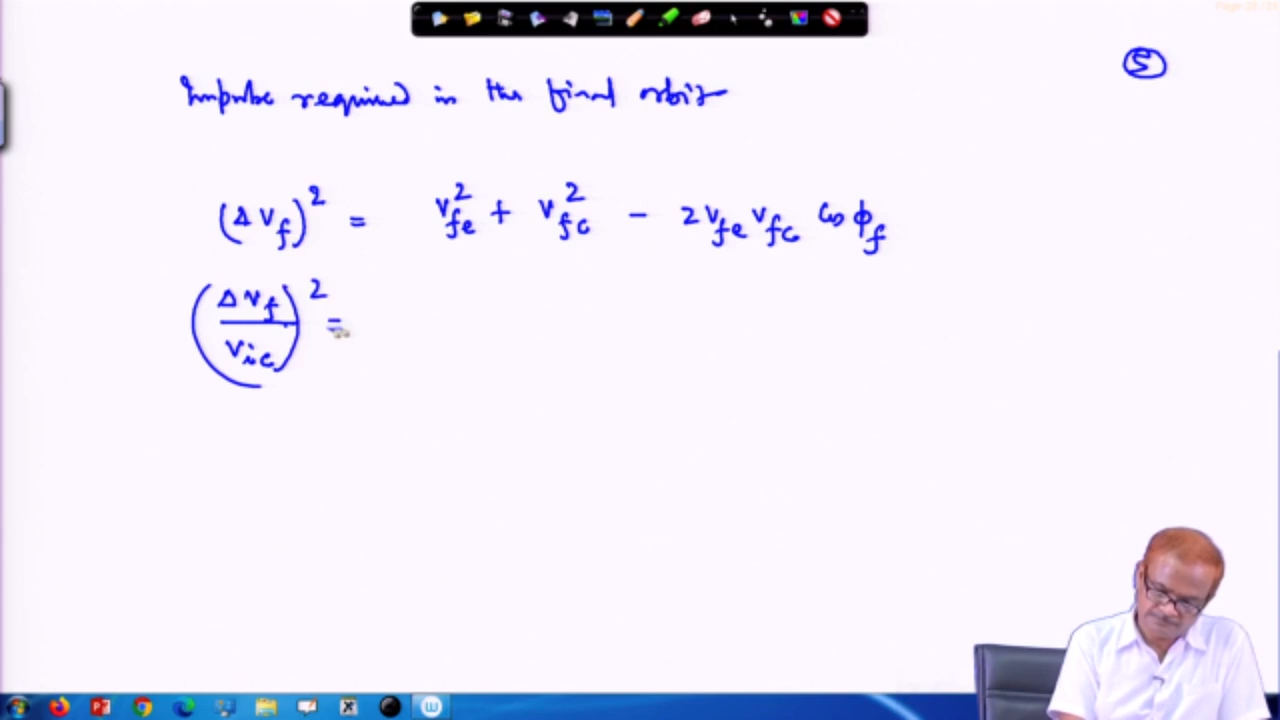 ⑤
Impulse required in the final orbit
(ΔV_f)² = V_fe² + V_fc² - 2 V_fe V_fc Cos φ_f
(ΔV_f / V_ic)² =